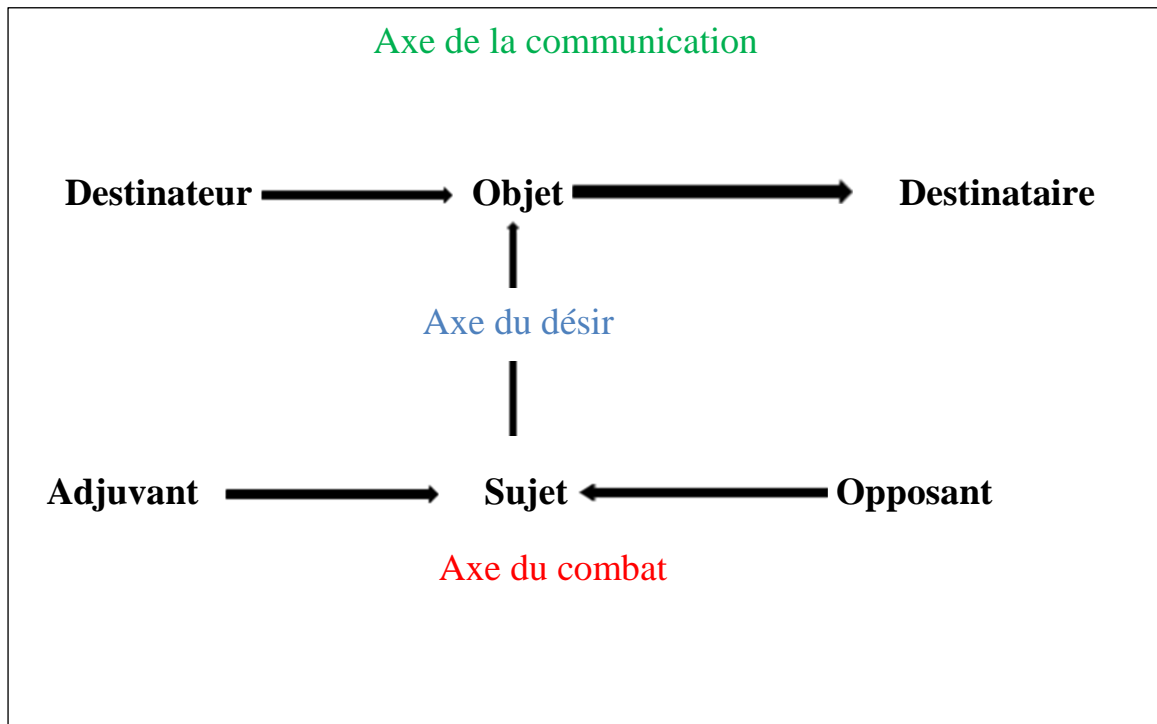 Axe de la communication
Destinateur Objet Destinataire
Axe du désir
Adjuvant Sujet Opposant
Axe du combat